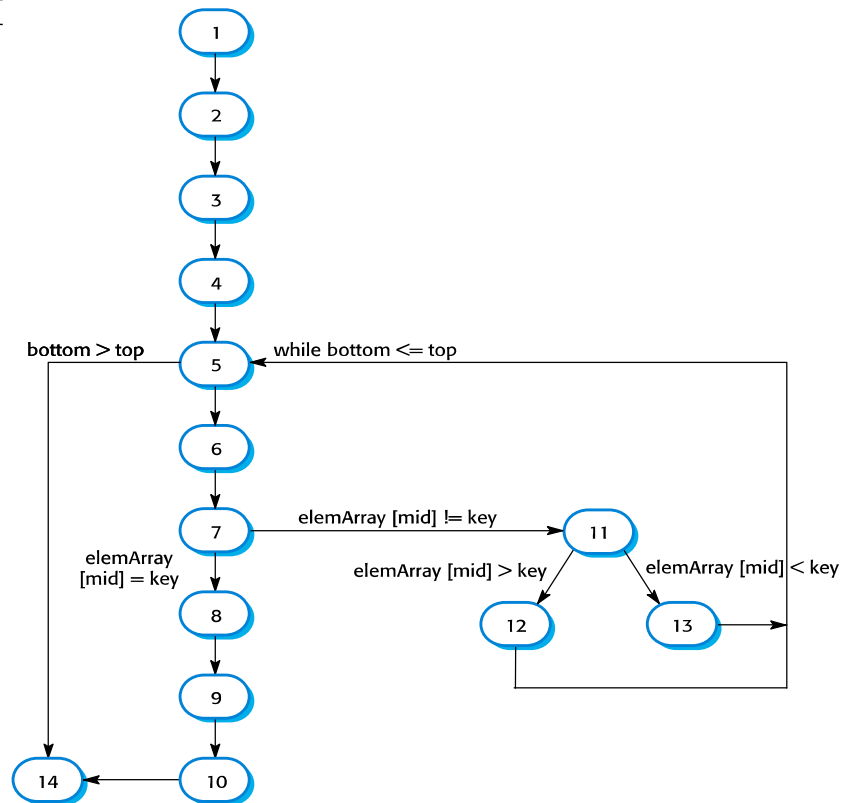 1
2
3
4
bottom > top
while bottom <= top
5
6
elemArray [mid] != key
7
11
elemArray
[mid] = key
elemArray [mid] > key
elemArray [mid] < key
8
12
13
9
14
10